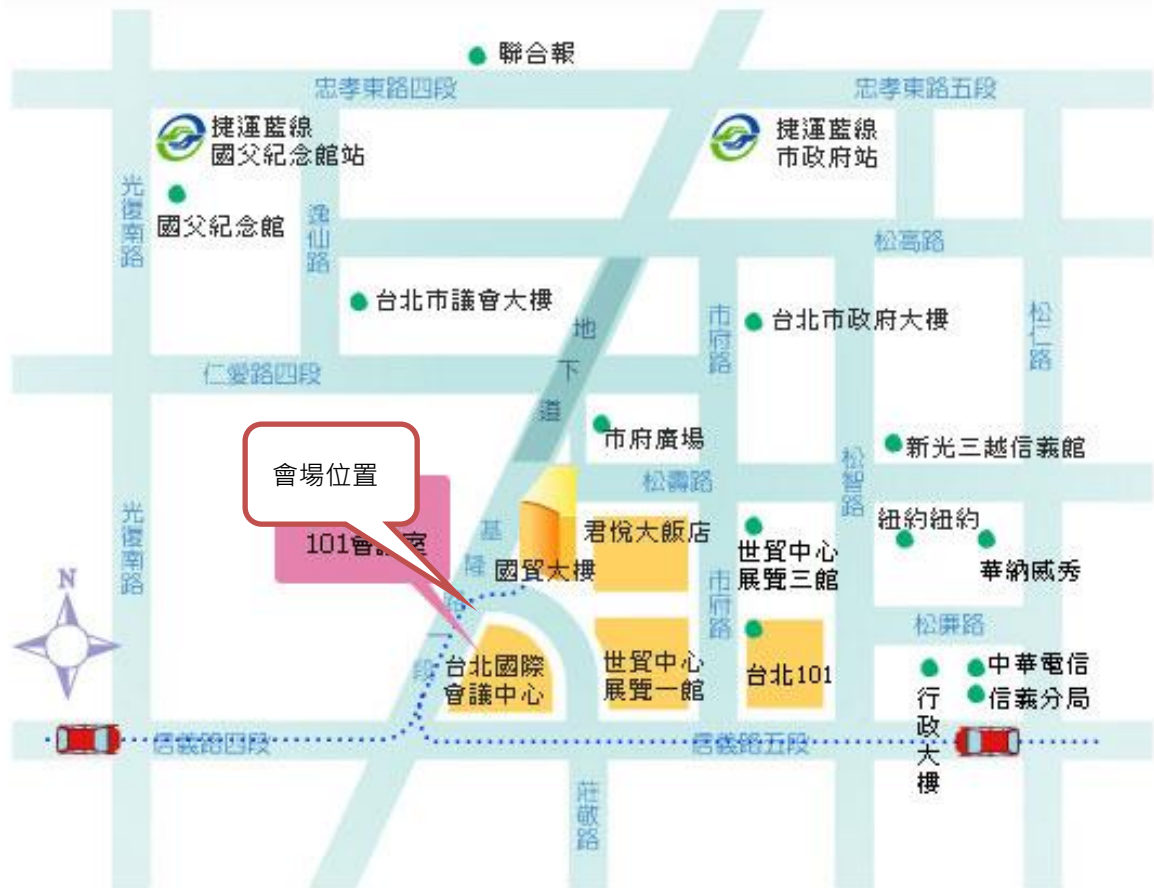 聯合報
忠孝東路四段
忠孝東路五段
捷運藍線
國父紀念館站
捷運藍線
市政府站
光復南路
國父紀念館
逸仙路
松高路
台北市議會大樓
地下道
市府路
台北市政府大樓
松仁路
仁愛路四段
市府廣場
新光三越信義館
會場位置
松壽路
松智路
光復南路
101會議室
基隆路一段
國貿大樓
君悅大飯店
世貿中心
展覽三館
紐約紐約
華納威秀
N
市府路
松廉路
台北國際
會議中心
世貿中心
展覽一館
台北101
行政大樓
中華電信
信義分局
信義路四段
信義路五段
莊敬路